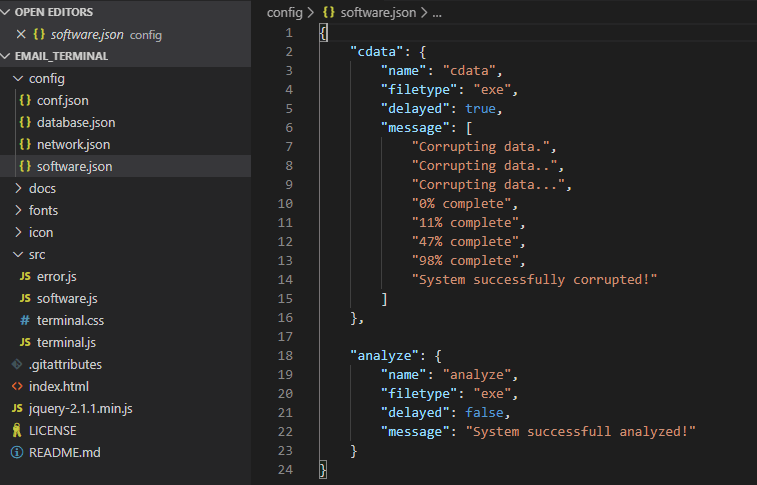 OPEN EDITORS
software.json config
EMAIL_TERMINAL
config
conf.json
database.json
network.json
software.json
docs
fonts
icon
src
error.js
software.js
terminal.css
terminal.js
.gitattributes
index.html
jquery-2.1.1.min.js
LICENSE
README.md
config > {} software.json > ...
1 {
2 "cdata": {
3 "name": "cdata",
4 "filetype": "exe",
5 "delayed": true,
6 "message": [
7 "Corrupting data.",
8 "Corrupting data..",
9 "Corrupting data...",
10 "0% complete",
11 "11% complete",
12 "47% complete",
13 "98% complete",
14 "System successfully corrupted!"
15 ]
16 },
17
18 "analyze": {
19 "name": "analyze",
20 "filetype": "exe",
21 "delayed": false,
22 "message": "System successfull analyzed!"
23 }
24 }